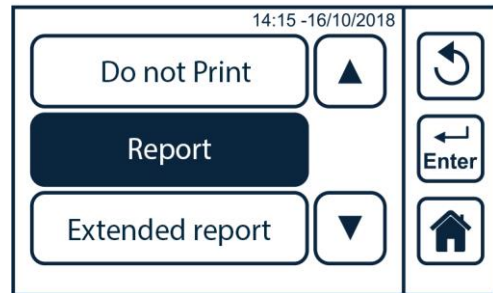 14:15 -16/10/2018
Do not Print
Report
Enter
Extended report